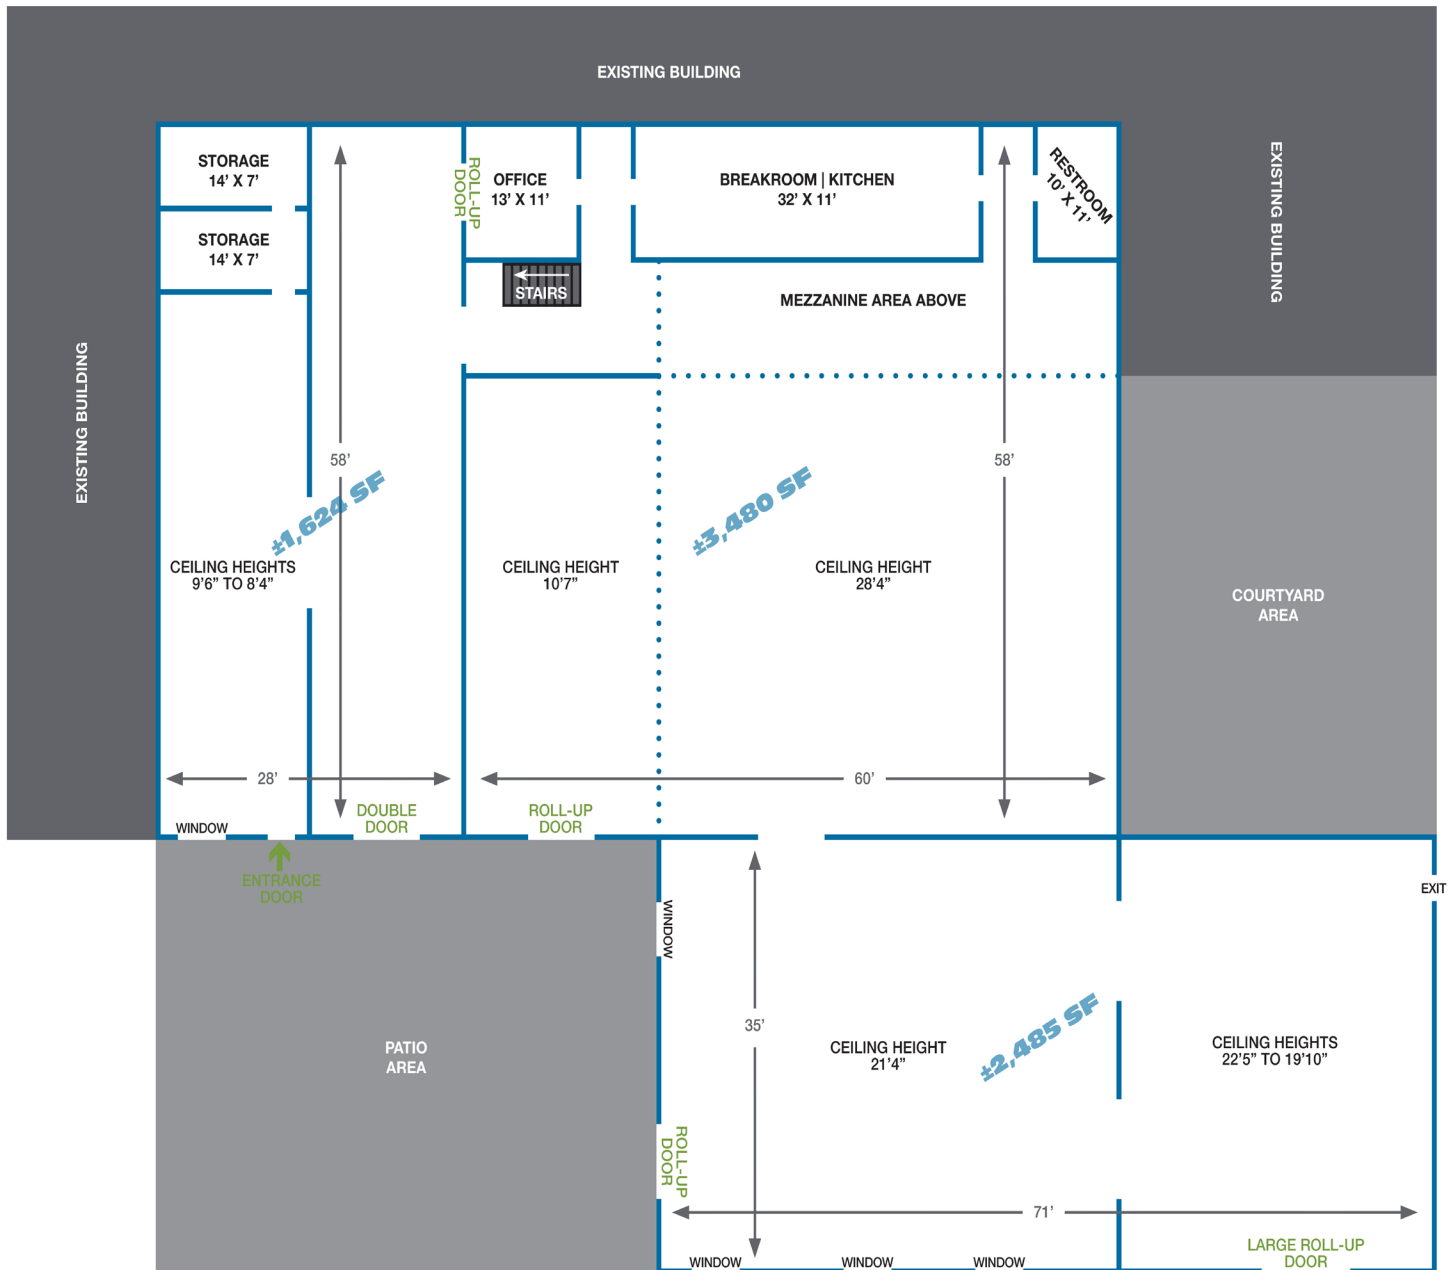 EXISTING BUILDING
STORAGE
14’ X 7’
STORAGE
14’ X 7’
ROLL-UP
DOOR
OFFICE
13’ X 11’
BREAKROOM | KITCHEN
32’ X 11’
RESTROOM
10’ X 11’
EXISTING BUILDING
STAIRS
MEZZANINE AREA ABOVE
EXISTING BUILDING
58’
58’
±1,624 SF
±3,480 SF
CEILING HEIGHTS
9’6” TO 8’4”
CEILING HEIGHT
10’7”
CEILING HEIGHT
28’4”
COURTYARD
AREA
28’
60’
WINDOW
DOUBLE
DOOR
ROLL-UP
DOOR
ENTRANCE
DOOR
EXIT
WINDOW
35’
PATIO
AREA
CEILING HEIGHT
21’4”
±2,485 SF
CEILING HEIGHTS
22’5” TO 19’10”
ROLL-UP
DOOR
71’
WINDOW
WINDOW
WINDOW
LARGE ROLL-UP
DOOR